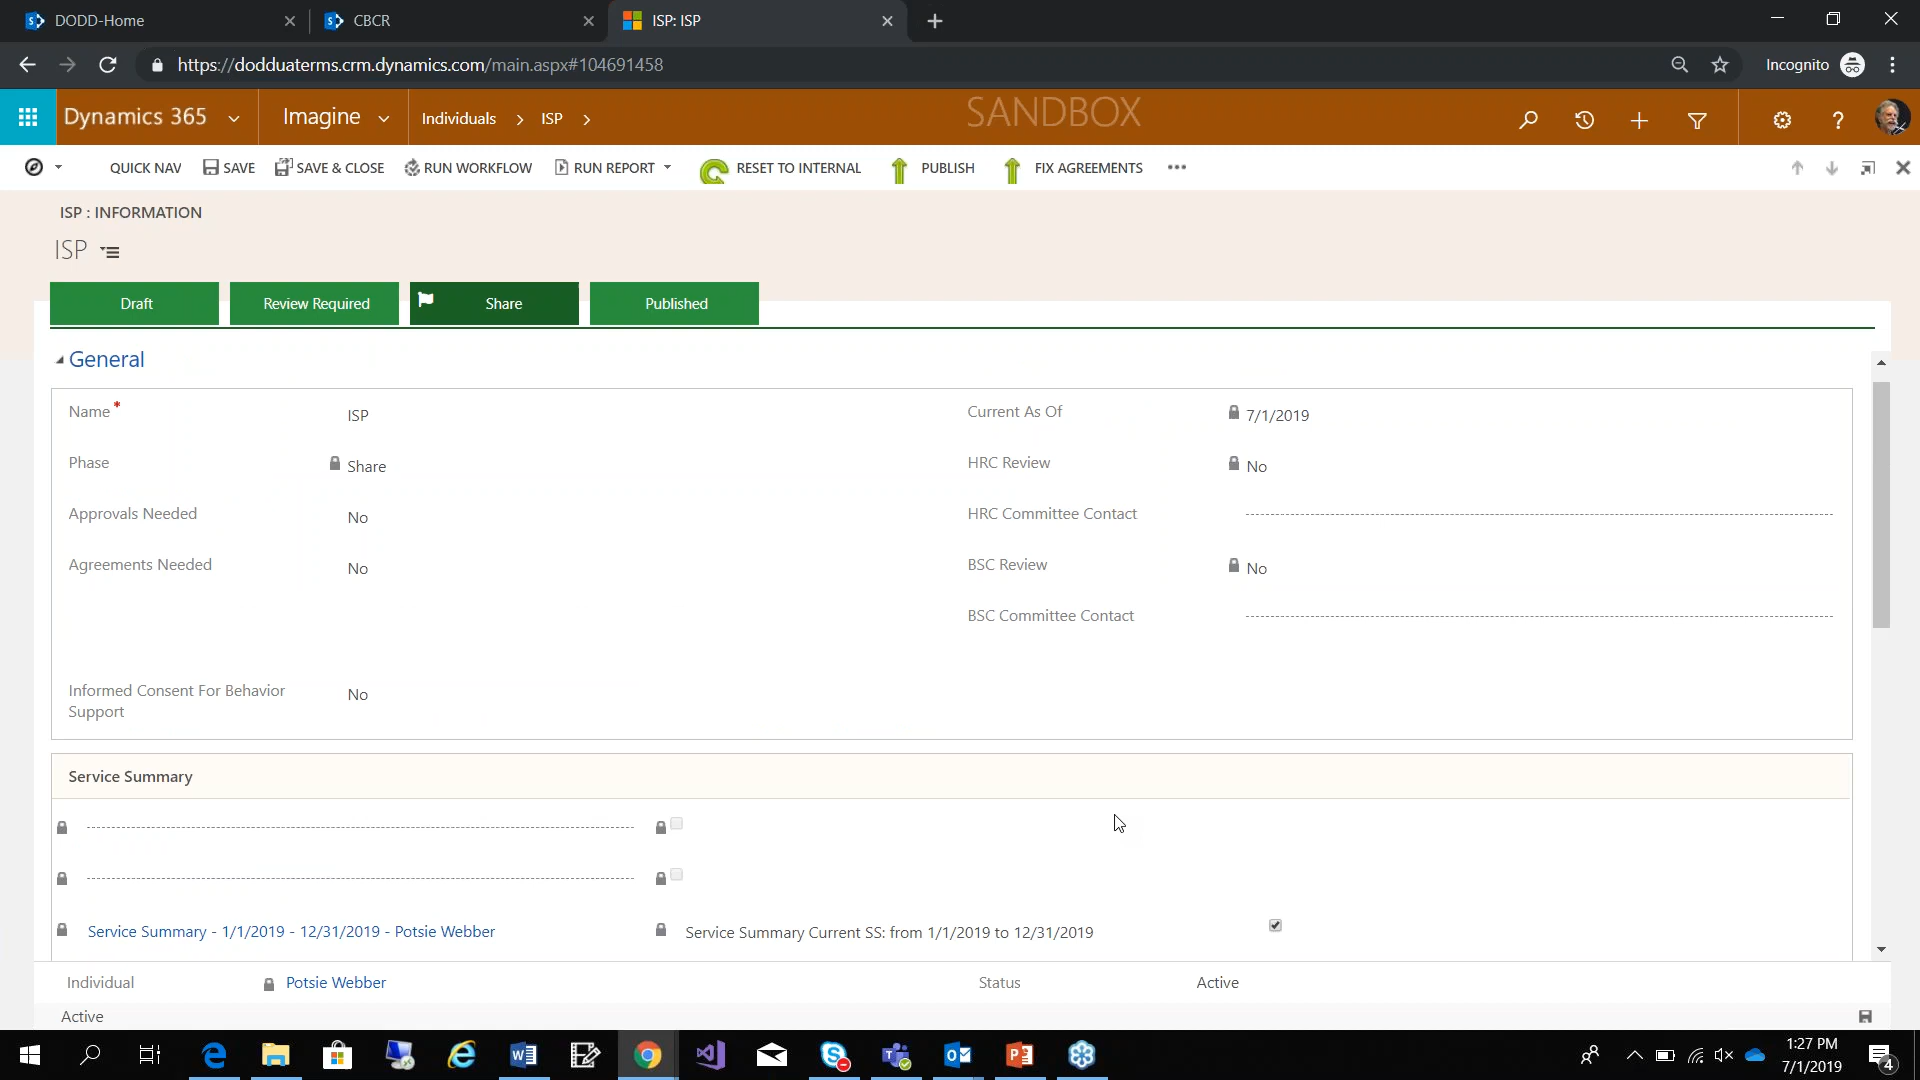 DODD-Home
CBCR
ISP: ISP
https://dodduaterms.crm.dynamics.com/main.aspx#104691458
Incognito
Dynamics 365
Imagine
Individuals
ISP
SANDBOX
QUICK NAV
SAVE
SAVE & CLOSE
RUN WORKFLOW
RUN REPORT
RESET TO INTERNAL
PUBLISH
FIX AGREEMENTS
ISP : INFORMATION
ISP
Draft
Review Required
Share
Published
General
Name *
ISP
Current As Of
7/1/2019
Phase
Share
HRC Review
No
Approvals Needed
No
HRC Committee Contact
Agreements Needed
No
BSC Review
No
BSC Committee Contact
Informed Consent For Behavior
Support
No
Service Summary
Service Summary - 1/1/2019 - 12/31/2019 - Potsie Webber
Service Summary Current SS: from 1/1/2019 to 12/31/2019
Individual
Potsie Webber
Status
Active
Active
1:27 PM
7/1/2019
4